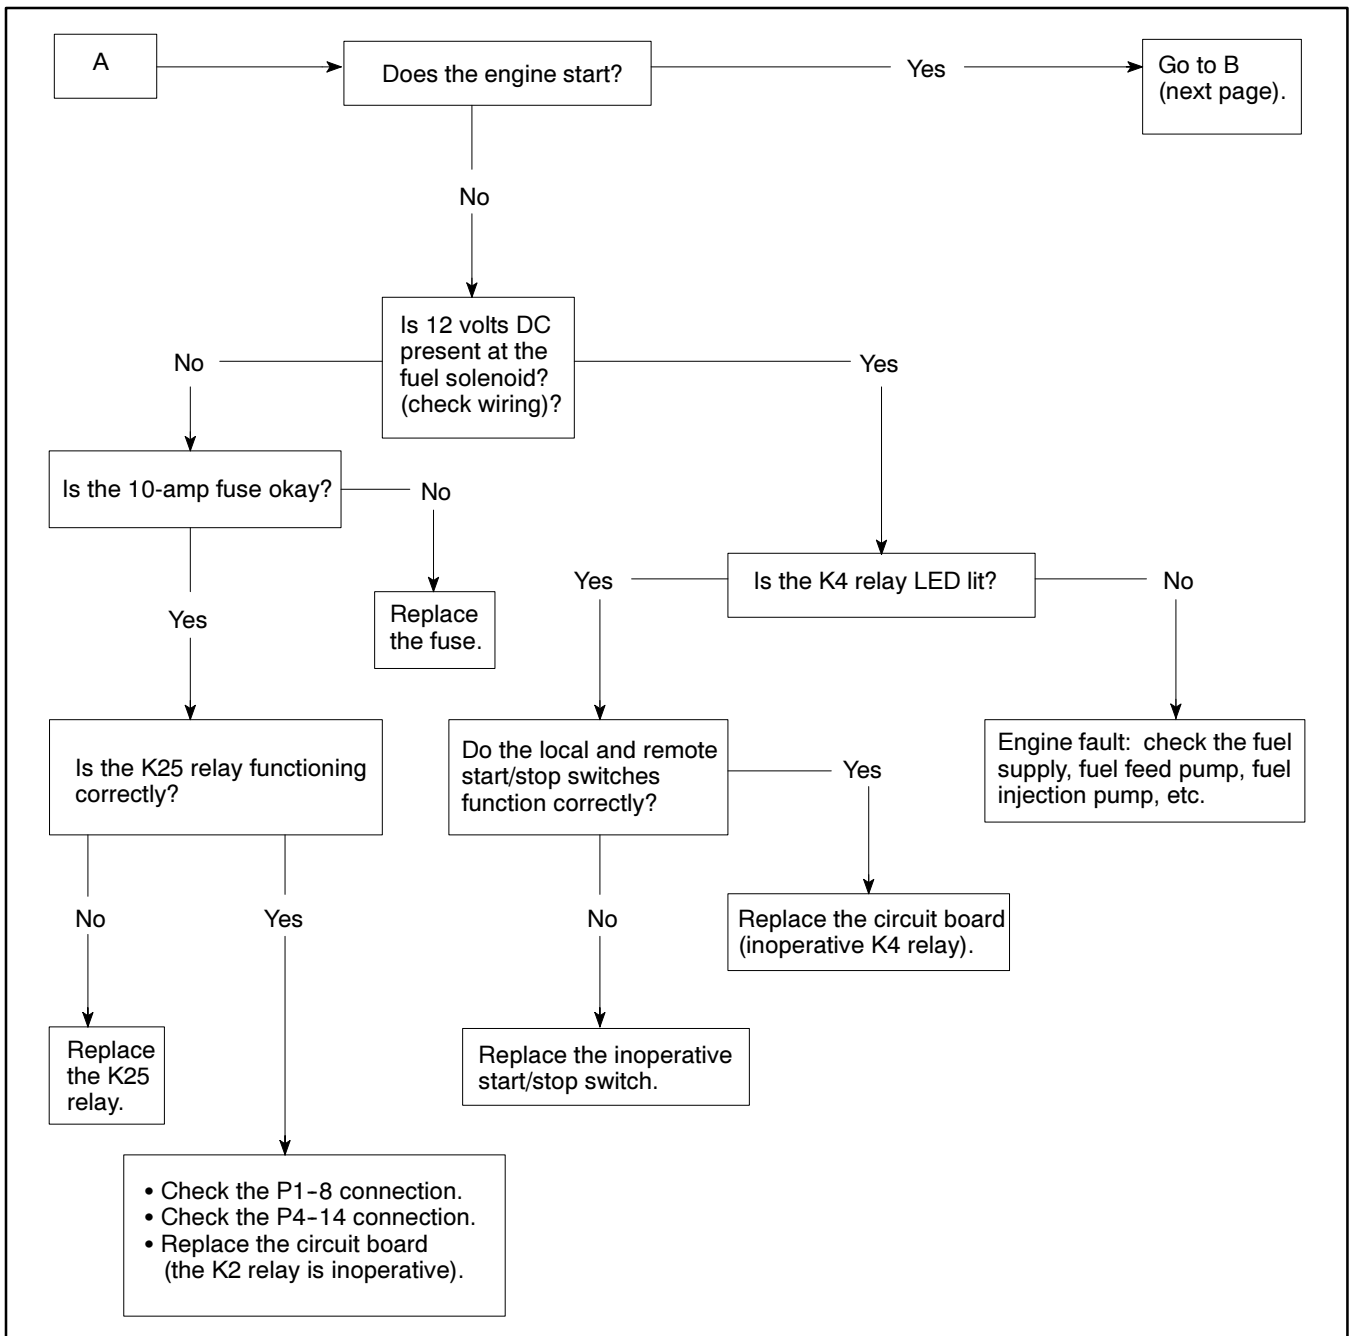 A
Does the engine start?
Yes
Go to B
(next page).
No
Is 12 volts DC
present at the
fuel solenoid?
(check wiring)?
No
Yes
Is the 10-amp fuse okay?
No
Replace
the fuse.
Yes
Is the K4 relay LED lit?
Yes
No
Is the K25 relay functioning
correctly?
Do the local and remote
start/stop switches
function correctly?
Yes
Engine fault: check the fuel
supply, fuel feed pump, fuel
injection pump, etc.
No
Yes
No
Replace the circuit board
(inoperative K4 relay).
Replace
the K25
relay.
Replace the inoperative
start/stop switch.
• Check the P1-8 connection.
• Check the P4-14 connection.
• Replace the circuit board
(the K2 relay is inoperative).